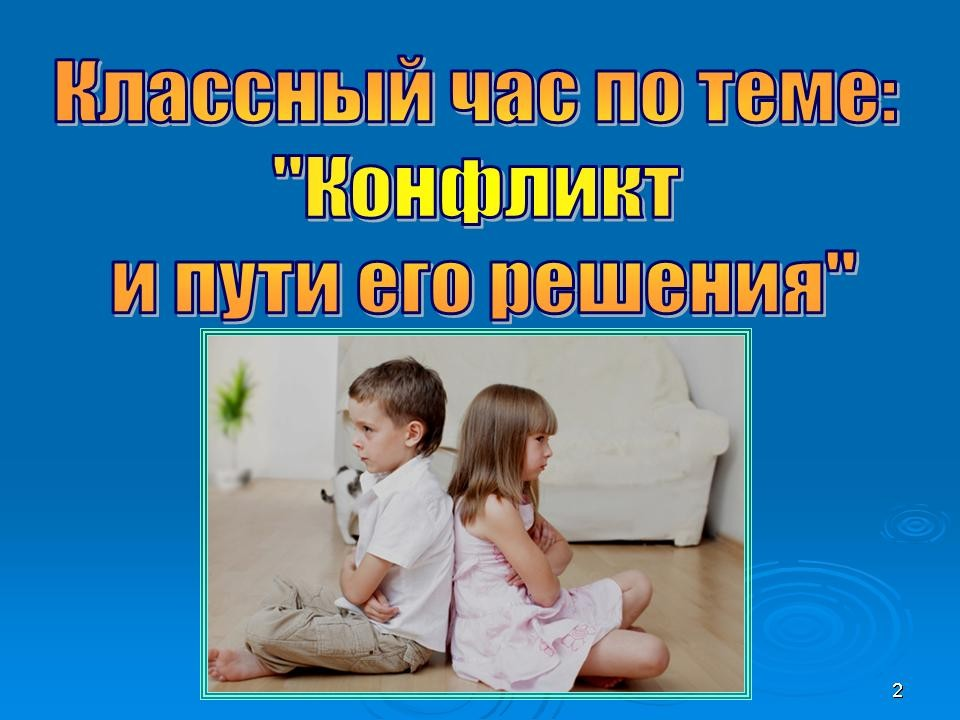 Классный час по теме:
"Конфликт
и пути его решения"
2